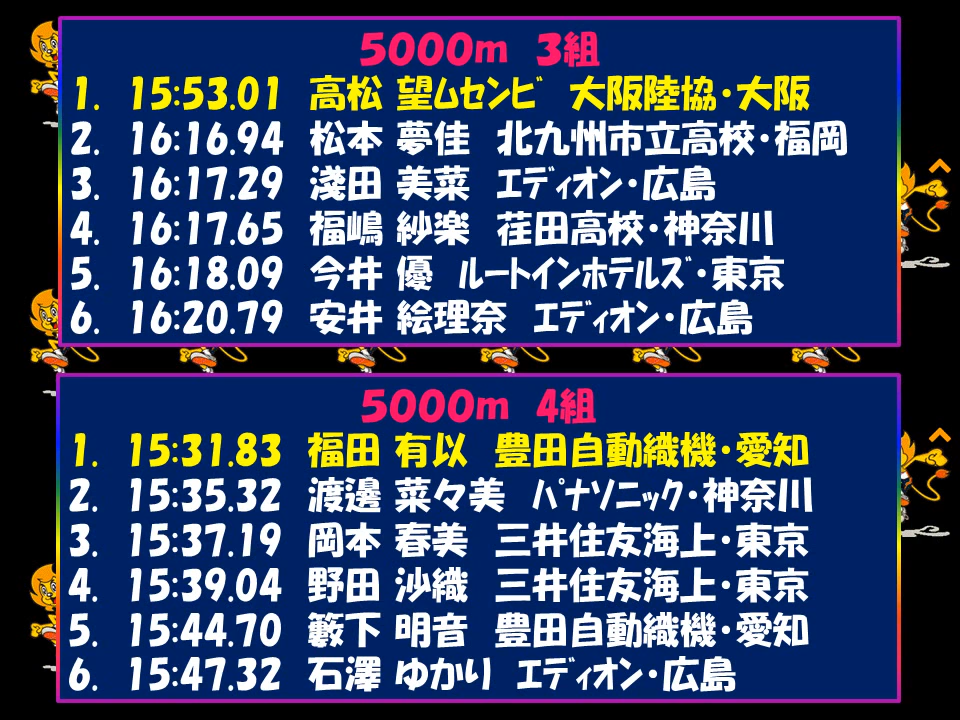 5000m 3組
1. 15:53.01 高松 望ムセンビ 大阪陸協・大阪
2. 16:16.94 松本 夢佳 北九州市立高校・福岡
3. 16:17.29 淺田 美菜 エディオン・広島
4. 16:17.65 福嶋 紗楽 荏田高校・神奈川
5. 16:18.09 今井 優 ルートインホテルズ・東京
6. 16:20.79 安井 絵理奈 エディオン・広島
5000m 4組
1. 15:31.83 福田 有以 豊田自動織機・愛知
2. 15:35.32 渡邊 菜々美 パナソニック・神奈川
3. 15:37.19 岡本 春美 三井住友海上・東京
4. 15:39.04 野田 沙織 三井住友海上・東京
5. 15:44.70 籔下 明音 豊田自動織機・愛知
6. 15:47.32 石澤 ゆかり エディオン・広島